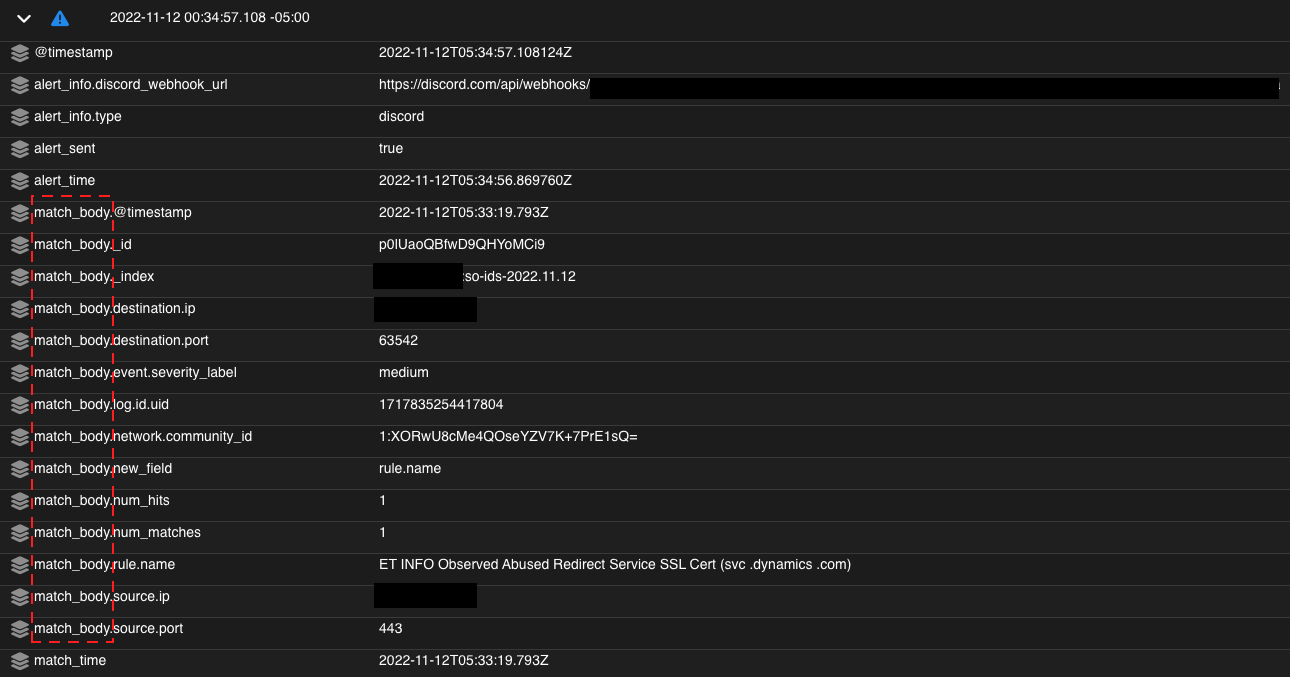 2022-11-12 00:34:57.108 -05:00
@timestamp 2022-11-12T05:34:57.108124Z
alert_info.discord_webhook_url https://discord.com/api/webhooks/
alert_info.type discord
alert_sent true
alert_time 2022-11-12T05:34:56.869760Z
match_body.@timestamp 2022-11-12T05:33:19.793Z
match_body._id p0lUaoQBfwD9QHYoMCi9
match_body._index :so-ids-2022.11.12
match_body.destination.ip
match_body.destination.port 63542
match_body.event.severity_label medium
match_body.log.id.uid 1717835254417804
match_body.network.community_id 1:XORwU8cMe4QOseYZV7K+7PrE1sQ=
match_body.new_field rule.name
match_body.num_hits 1
match_body.num_matches 1
match_body.rule.name ET INFO Observed Abused Redirect Service SSL Cert (svc .dynamics .com)
match_body.source.ip
match_body.source.port 443
match_time 2022-11-12T05:33:19.793Z